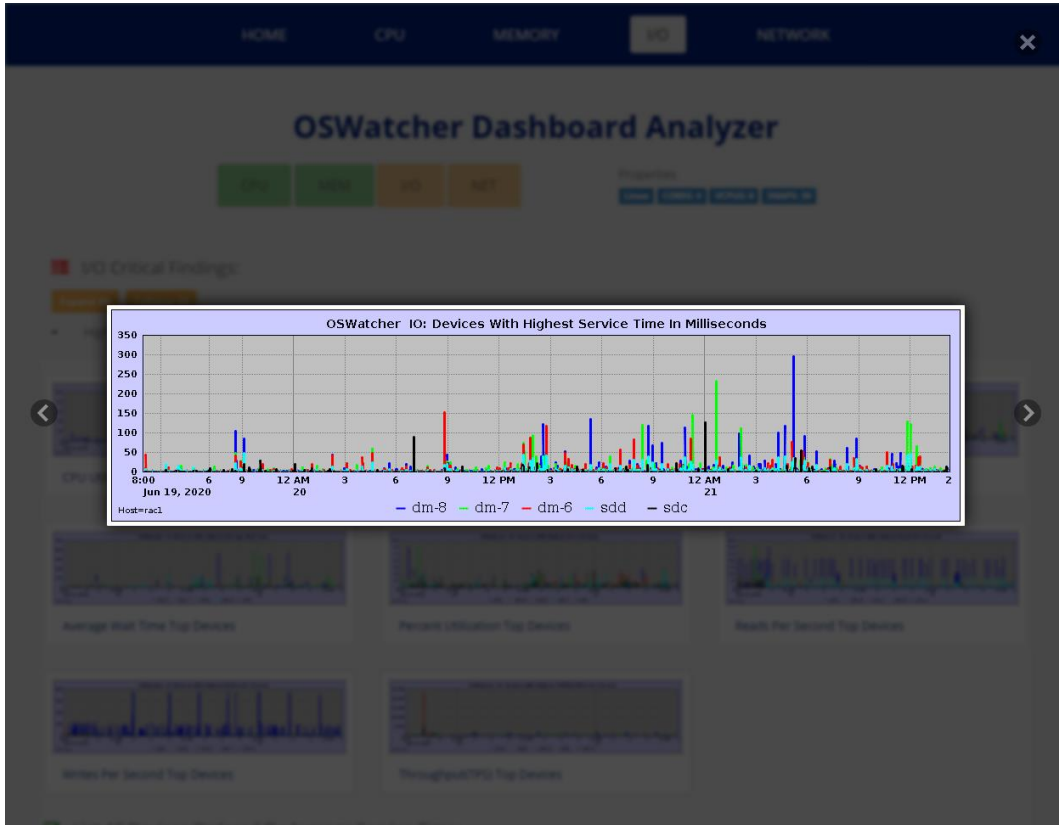 HOME CPU MEMORY I/O NETWORK
OSWatcher Dashboard Analyzer
CPU MEM I/O NET
Properties
I/O Critical Findings:
OSWatcher IO: Devices With Highest Service Time In Milliseconds
350
300
250
200
150
100
50
0
8:00 6 9 12 AM 3 6 9 12 PM 3 6 9 12 AM 3 6 9 12 PM 2
Jun 19, 2020 20 21
Host=rac1
dm-8 dm-7 dm-6 sdd sdc
Average Wait Time Top Devices
Percent Utilization Top Devices
Reads Per Second Top Devices
Writes Per Second Top Devices
Throughput(TPS) Top Devices